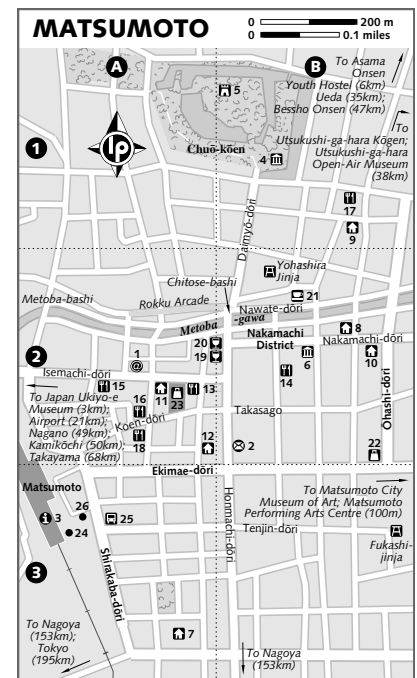 MATSUMOTO
0 200 m
0 0.1 miles
A
B
To Asama
Onsen
Youth Hostel (6km)
Ueda (35km);
Bessho Onsen (47km)
5
1
lp
Chūō-kōen
4
To
Utsukushi-ga-hara Kōgen;
Utsukushi-ga-hara
Open-Air Museum
(38km)
17
9
Daimyō-dōri
Yohashira
Jinja
Chitose-bashi
Metoba-bashi
Rokku Arcade
21
Nawate-dōri
Metoba
-gawa
Nakamachi
District
8
Nakamachi-dōri
20
19
1
@
2
6
10
Isemachi-dōri
14
15
16
11
23
13
To Japan Ukiyo-e
Museum (3km);
Airport (21km);
Nagano (49km);
Kamikōchi (50km);
Takayama (68km)
Koen-dōri
18
Takasago
12
2
22
Ōhashi-dōri
Ekimae-dōri
Matsumoto
26
i 3
24
25
Honmachi-dōri
To Matsumoto City
Museum of Art; Matsumoto
Performing Arts Centre (100m)
Tenjin-dōri
Fukashi-
jinja
3
Shirakaba-dōri
7
To Nagoya
(153km);
Tokyo
(195km)
To Nagoya
(153km)